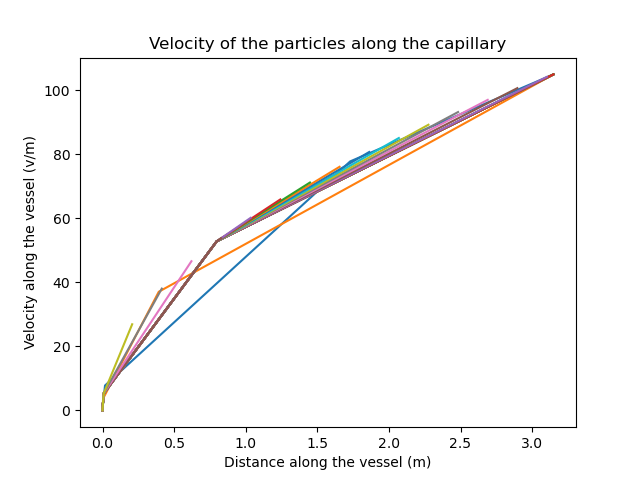 Velocity of the particles along the capillary
Velocity along the vessel (v/m)
100
80
60
40
20
0
0.0 0.5 1.0 1.5 2.0 2.5 3.0
Distance along the vessel (m)